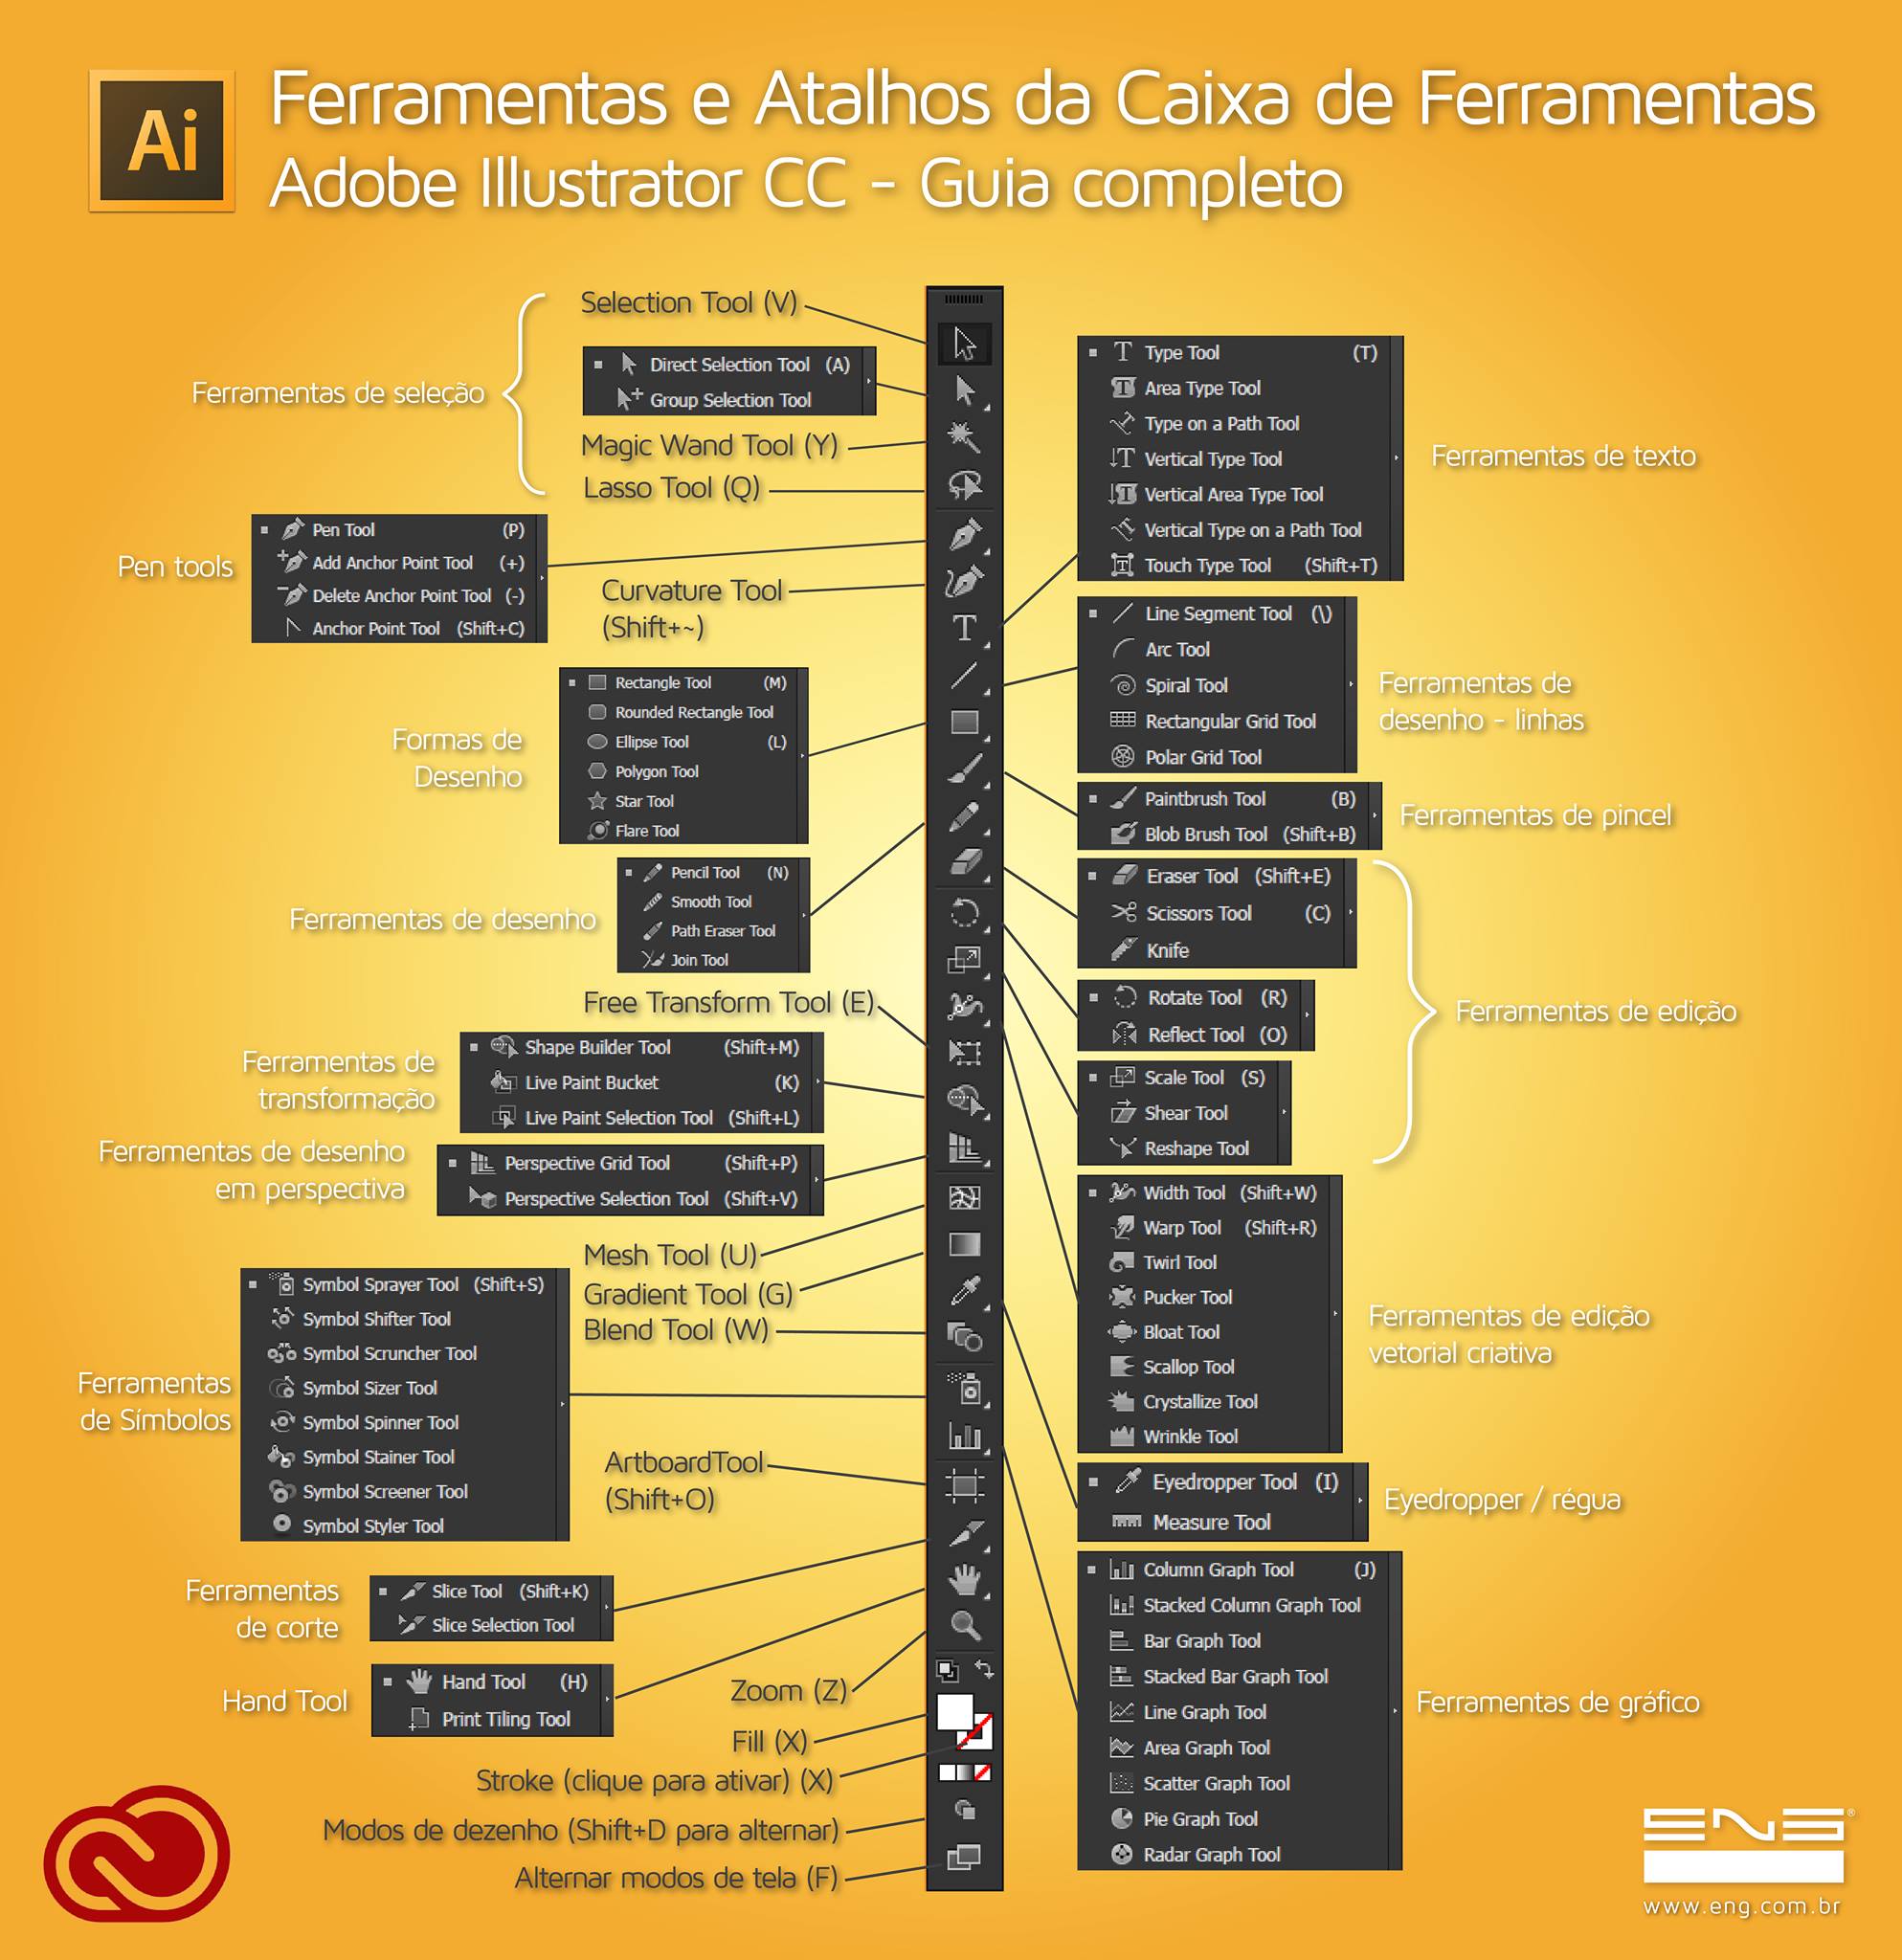 Ai
Ferramentas e Atalhos da Caixa de Ferramentas
Adobe Illustrator CC - Guia completo
Ferramentas de seleção
Selection Tool (V)
Direct Selection Tool (A)
Group Selection Tool
Magic Wand Tool (Y)
Lasso Tool (Q)
Pen tools
Pen Tool (P)
Add Anchor Point Tool (+)
Delete Anchor Point Tool (-)
Anchor Point Tool (Shift+C)
Curvature Tool
(Shift+~)
Formas de
Desenho
Rectangle Tool (M)
Rounded Rectangle Tool
Ellipse Tool (L)
Polygon Tool
Star Tool
Flare Tool
Ferramentas de desenho
Pencil Tool (N)
Smooth Tool
Path Eraser Tool
Join Tool
Free Transform Tool (E)
Ferramentas de
transformação
Shape Builder Tool (Shift+M)
Live Paint Bucket (K)
Live Paint Selection Tool (Shift+L)
Ferramentas de desenho
em perspectiva
Perspective Grid Tool (Shift+P)
Perspective Selection Tool (Shift+V)
Mesh Tool (U)
Gradient Tool (G)
Blend Tool (W)
Ferramentas
de Símbolos
Symbol Sprayer Tool (Shift+S)
Symbol Shifter Tool
Symbol Scruncher Tool
Symbol Sizer Tool
Symbol Spinner Tool
Symbol Stainer Tool
Symbol Screener Tool
Symbol Styler Tool
ArtboardTool
(Shift+O)
Ferramentas
de corte
Slice Tool (Shift+K)
Slice Selection Tool
Hand Tool
Hand Tool (H)
Print Tiling Tool
Zoom (Z)
Fill (X)
Stroke (clique para ativar) (X)
Modos de dezenho (Shift+D para alternar)
Alternar modos de tela (F)
Type Tool (T)
Area Type Tool
Type on a Path Tool
Vertical Type Tool
Vertical Area Type Tool
Vertical Type on a Path Tool
Touch Type Tool (Shift+T)
Ferramentas de texto
Line Segment Tool (\)
Arc Tool
Spiral Tool
Rectangular Grid Tool
Polar Grid Tool
Ferramentas de
desenho - linhas
Paintbrush Tool (B)
Blob Brush Tool (Shift+B)
Ferramentas de pincel
Eraser Tool (Shift+E)
Scissors Tool (C)
Knife
Rotate Tool (R)
Reflect Tool (O)
Scale Tool (S)
Shear Tool
Reshape Tool
Ferramentas de edição
Width Tool (Shift+W)
Warp Tool (Shift+R)
Twirl Tool
Pucker Tool
Bloat Tool
Scallop Tool
Crystallize Tool
Wrinkle Tool
Ferramentas de edição
vetorial criativa
Eyedropper Tool (I)
Measure Tool
Eyedropper / régua
Column Graph Tool (J)
Stacked Column Graph Tool
Bar Graph Tool
Stacked Bar Graph Tool
Line Graph Tool
Area Graph Tool
Scatter Graph Tool
Pie Graph Tool
Radar Graph Tool
Ferramentas de gráfico
ENG®
www.eng.com.br